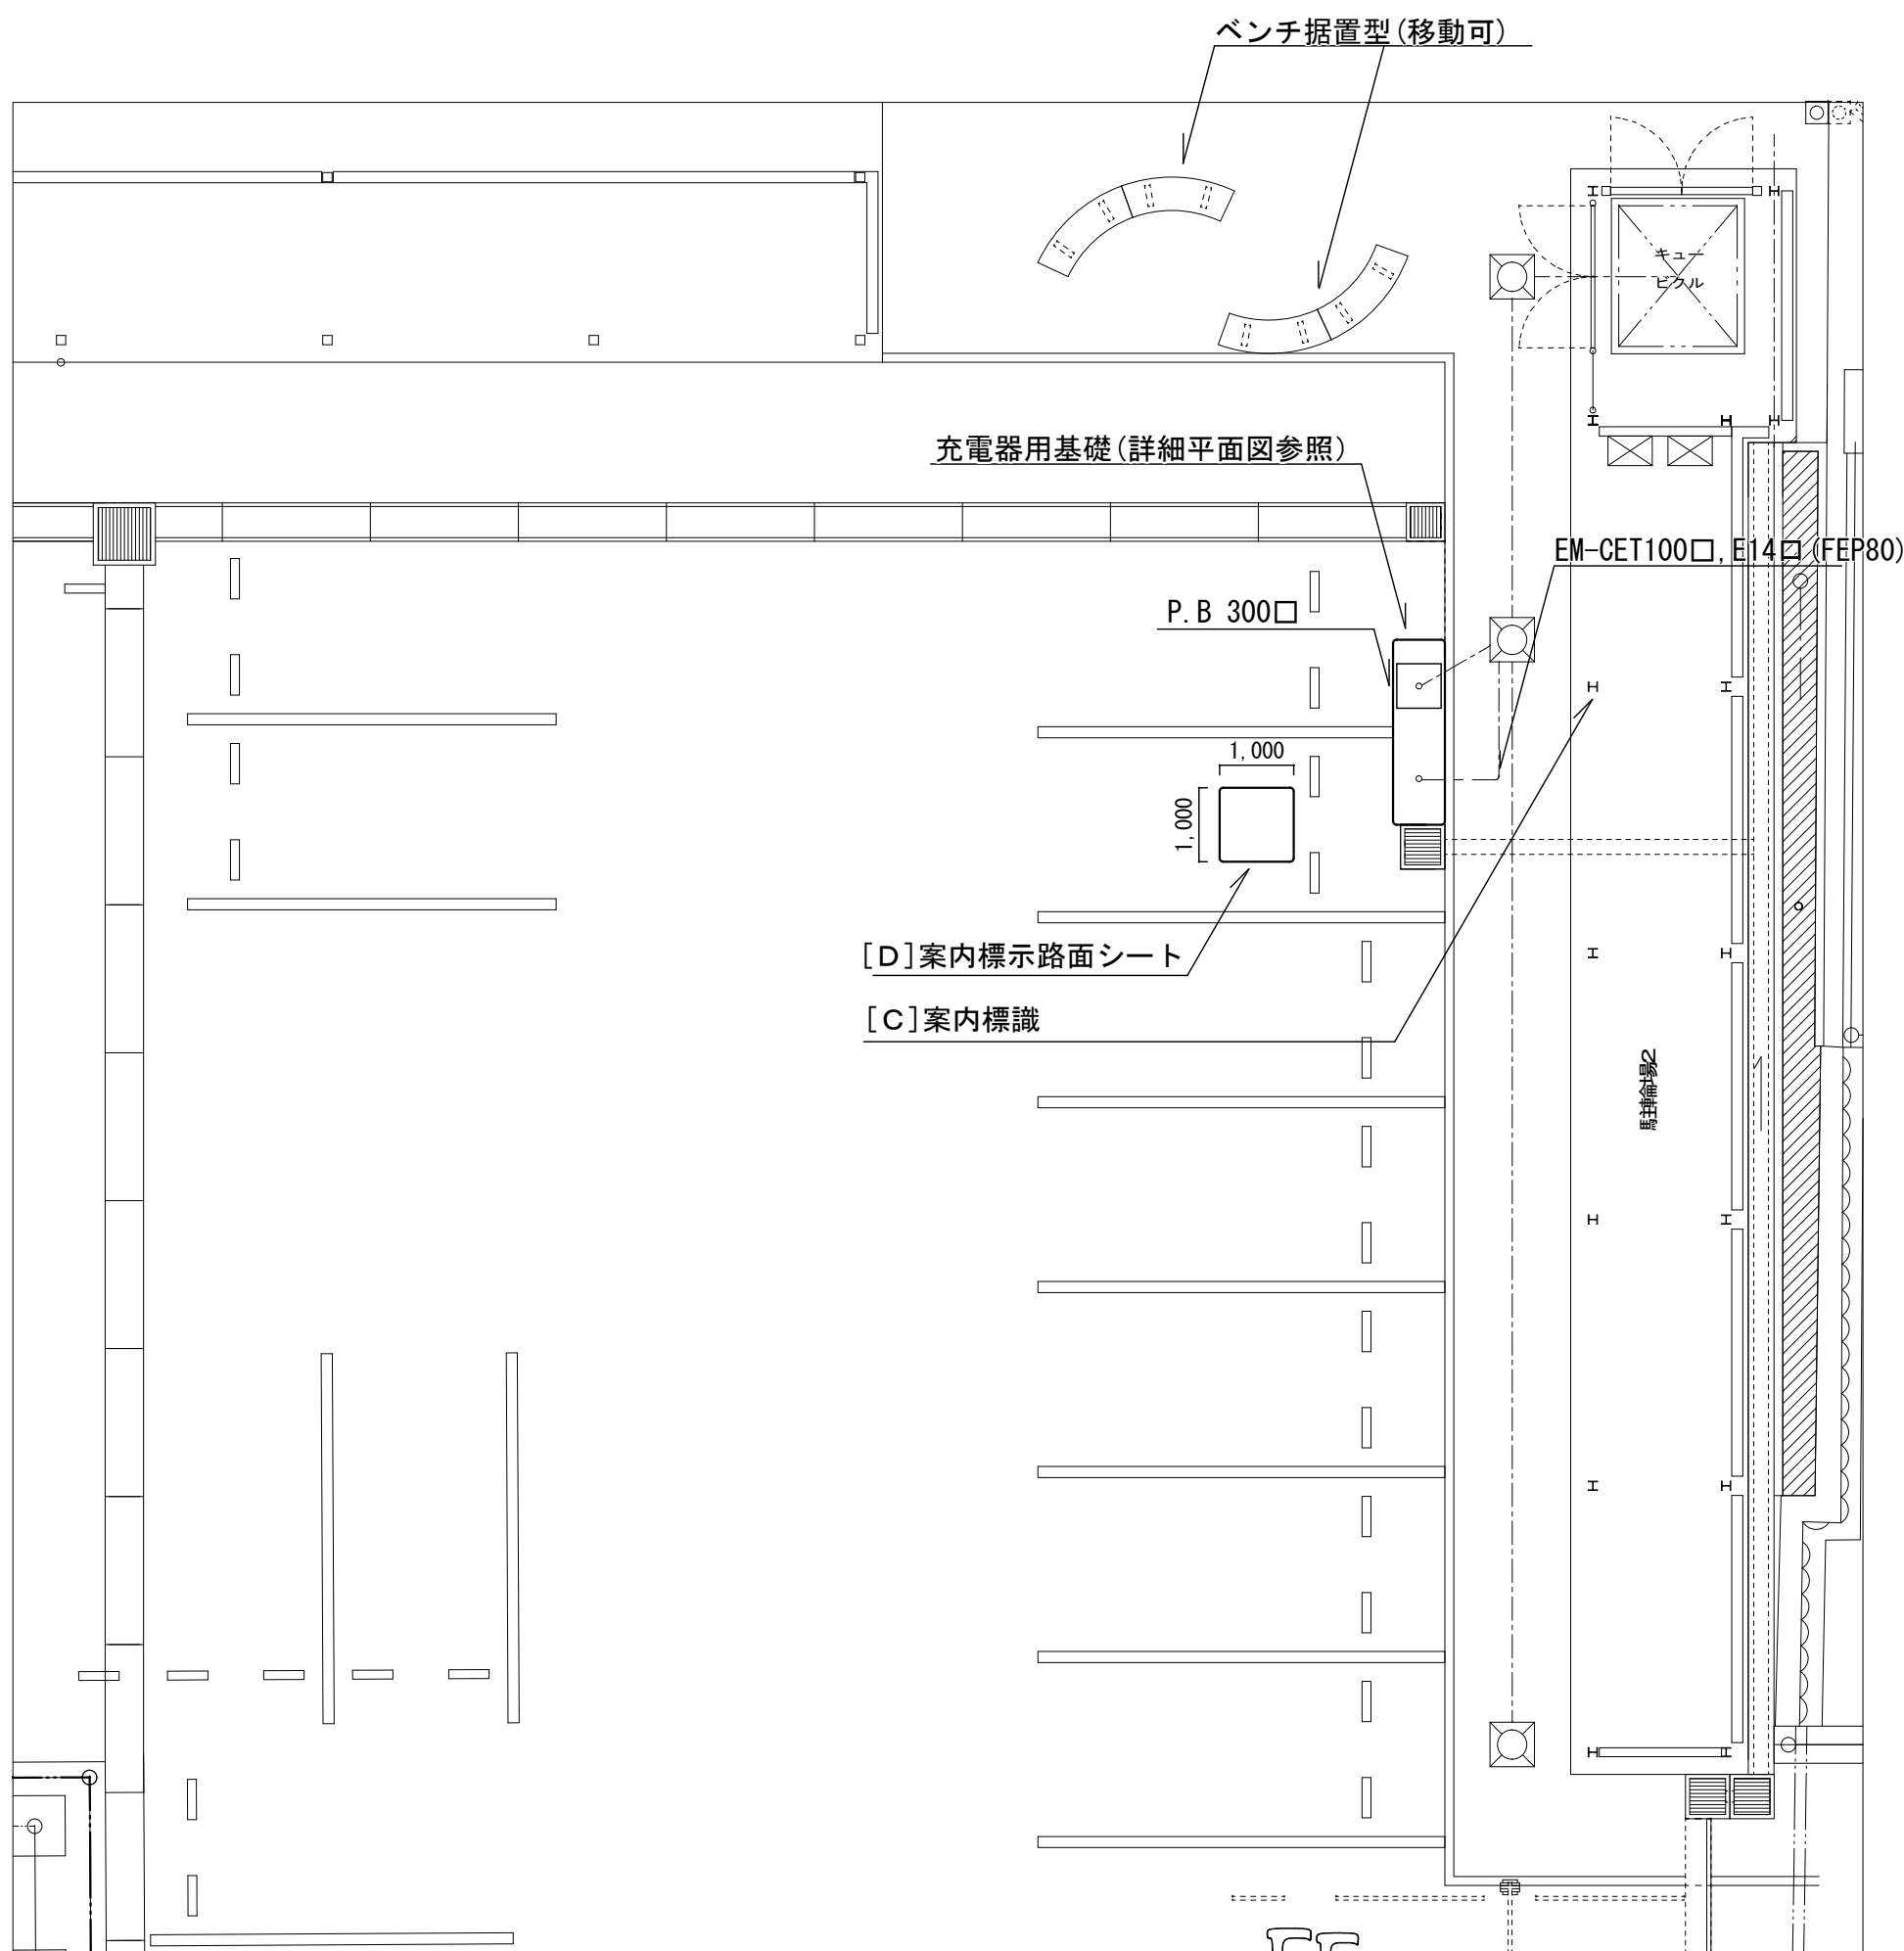 ベンチ据置型(移動可)
キュー
ビクル
充電器用基礎(詳細平面図参照)
EM-CET100□,E14□(FEP80)
P.B 300□
1,000
1,000
[D]案内標示路面シート
[C]案内標識
駐輪場2